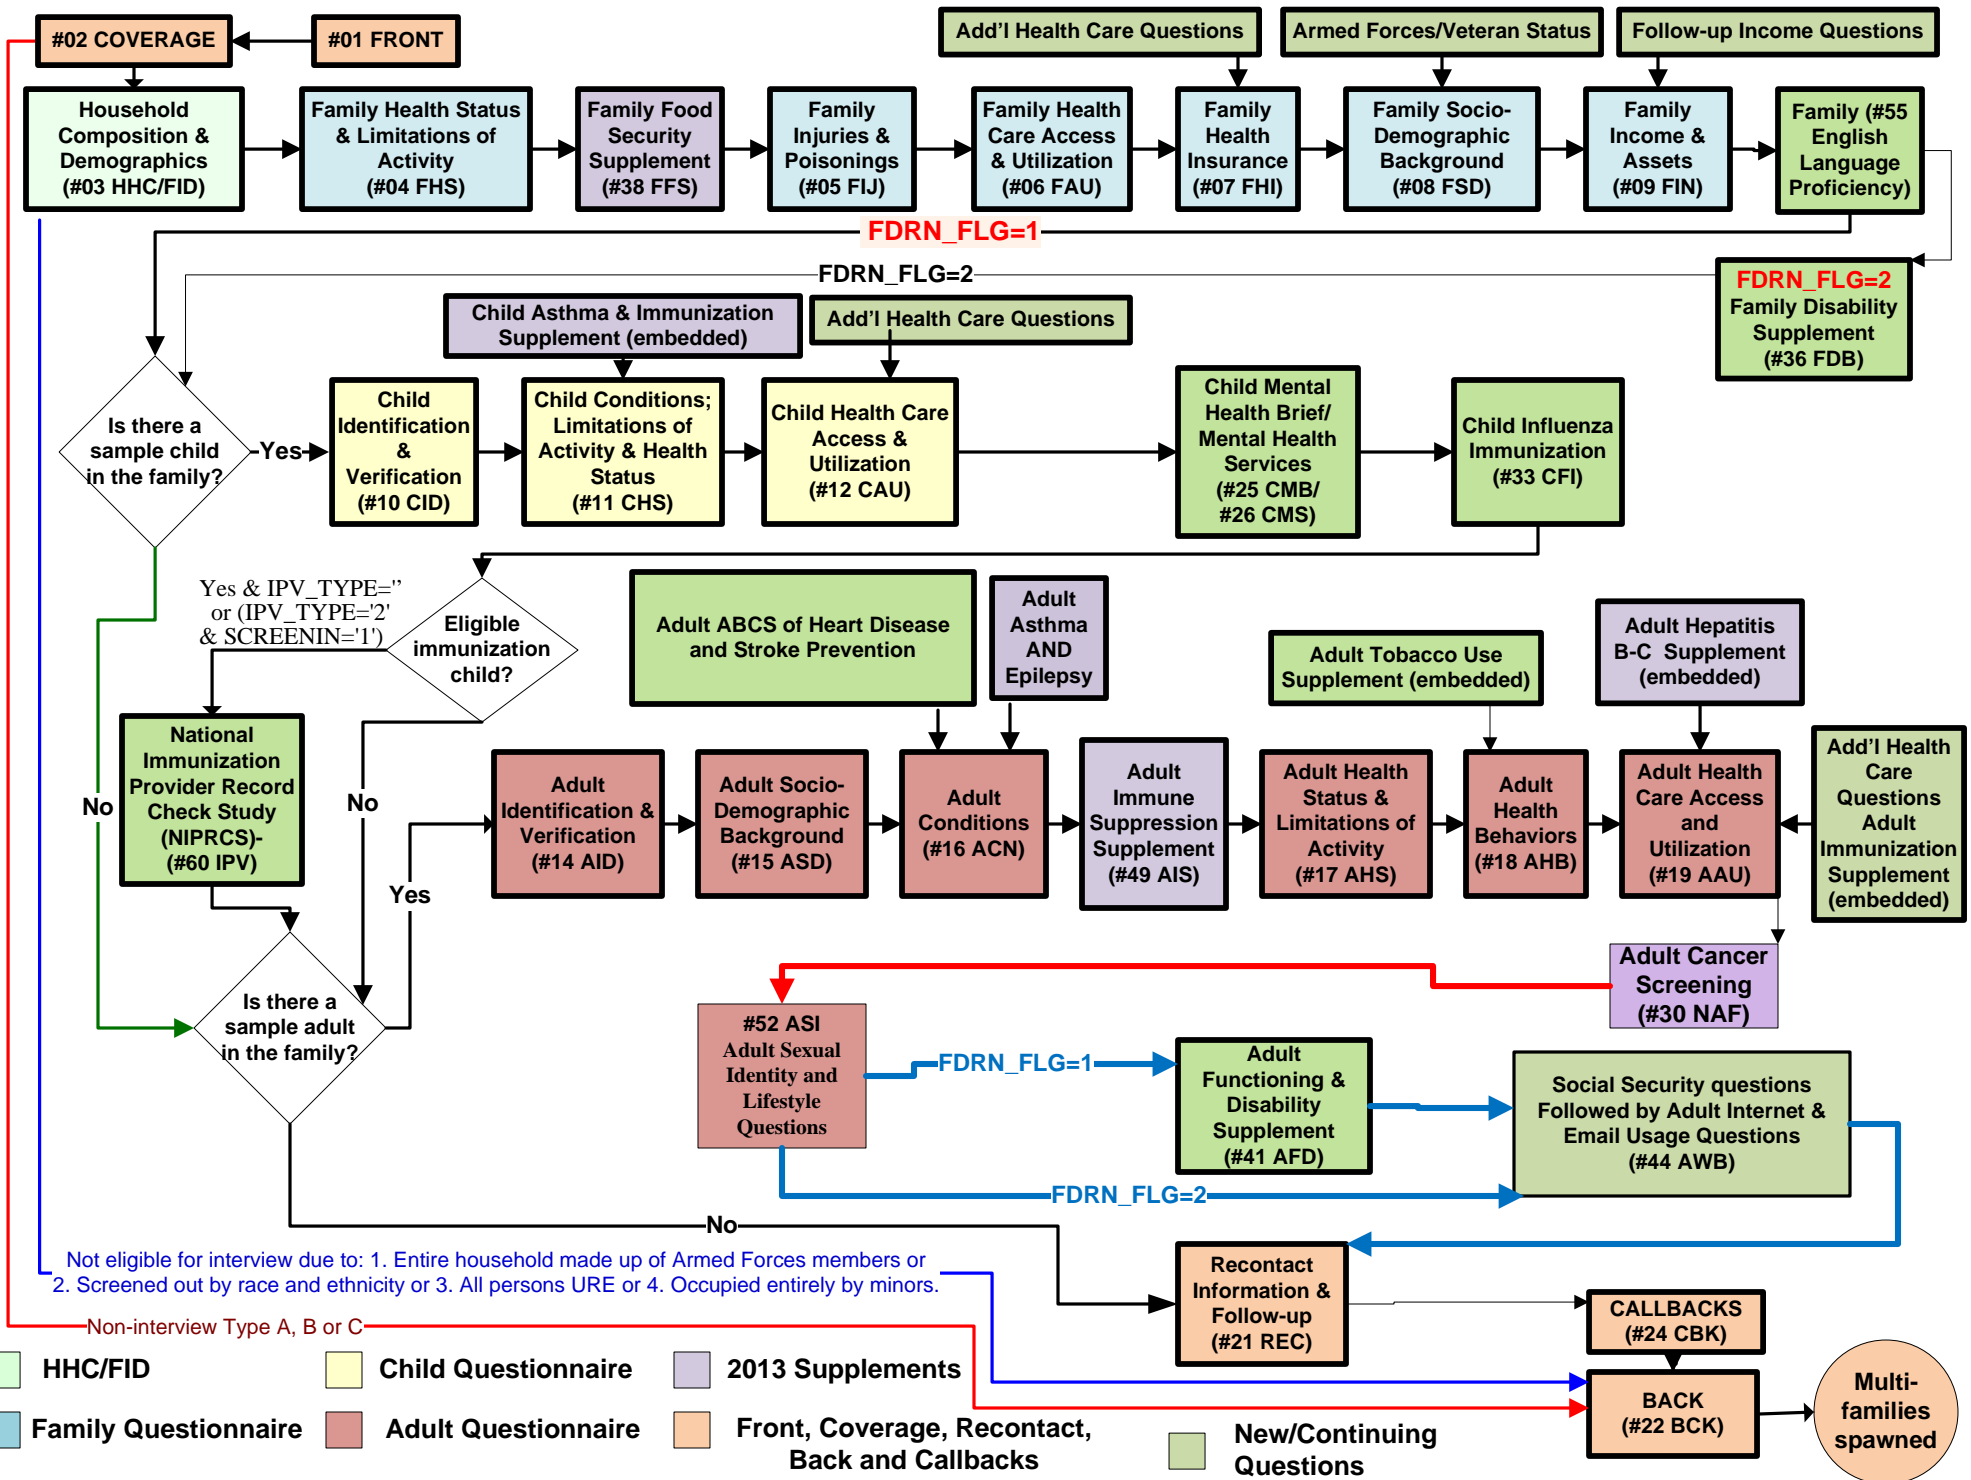 #02 COVERAGE
#01 FRONT
Add'l Health Care Questions
Armed Forces/Veteran Status
Follow-up Income Questions
Household
Composition &
Demographics
(#03 HHC/FID)
Family Health Status
& Limitations of
Activity
(#04 FHS)
Family Food
Security
Supplement
(#38 FFS)
Family
Injuries &
Poisonings
(#05 FIJ)
Family Health
Care Access
& Utilization
(#06 FAU)
Family
Health
Insurance
(#07 FHI)
Family Socio-
Demographic
Background
(#08 FSD)
Family
Income &
Assets
(#09 FIN)
Family (#55
English
Language
Proficiency)
FDRN_FLG=1
FDRN_FLG=2
FDRN_FLG=2
Family Disability
Supplement
(#36 FDB)
Child Asthma & Immunization
Supplement (embedded)
Add'l Health Care Questions
Is there a
sample child
in the family?
Yes
Child
Identification
&
Verification
(#10 CID)
Child Conditions;
Limitations of
Activity & Health
Status
(#11 CHS)
Child Health Care
Access &
Utilization
(#12 CAU)
Child Mental
Health Brief/
Mental Health
Services
(#25 CMB/
#26 CMS)
Child Influenza
Immunization
(#33 CFI)
Yes & IPV_TYPE=''
or (IPV_TYPE='2'
& SCREENIN='1')
Eligible
immunization
child?
Adult ABCS of Heart Disease
and Stroke Prevention
Adult
Asthma
AND
Epilepsy
Adult Tobacco Use
Supplement (embedded)
Adult Hepatitis
B-C  Supplement
(embedded)
National
Immunization
Provider Record
Check Study
(NIPRCS)-
(#60 IPV)
No
No
Yes
Adult
Identification &
Verification
(#14 AID)
Adult Socio-
Demographic
Background
(#15 ASD)
Adult
Conditions
(#16 ACN)
Adult
Immune
Suppression
Supplement
(#49 AIS)
Adult Health
Status &
Limitations of
Activity
(#17 AHS)
Adult
Health
Behaviors
(#18 AHB)
Adult Health
Care Access
and
Utilization
(#19 AAU)
Add'l Health
Care
Questions
Adult
Immunization
Supplement
(embedded)
Is there a
sample adult
in the family?
Adult Cancer
Screening
(#30 NAF)
#52 ASI
Adult Sexual
Identity and
Lifestyle
Questions
FDRN_FLG=1
Adult
Functioning &
Disability
Supplement
(#41 AFD)
Social Security questions
Followed by Adult Internet &
Email Usage Questions
(#44 AWB)
FDRN_FLG=2
No
Not eligible for interview due to: 1. Entire household made up of Armed Forces members or
2. Screened out by race and ethnicity or 3. All persons URE or 4. Occupied entirely by minors.
Recontact
Information &
Follow-up
(#21 REC)
CALLBACKS
(#24 CBK)
Non-interview Type A, B or C
BACK
(#22 BCK)
Multi-
families
spawned
HHC/FID
Child Questionnaire
2013 Supplements
Family Questionnaire
Adult Questionnaire
Front, Coverage, Recontact,
Back and Callbacks
New/Continuing
Questions